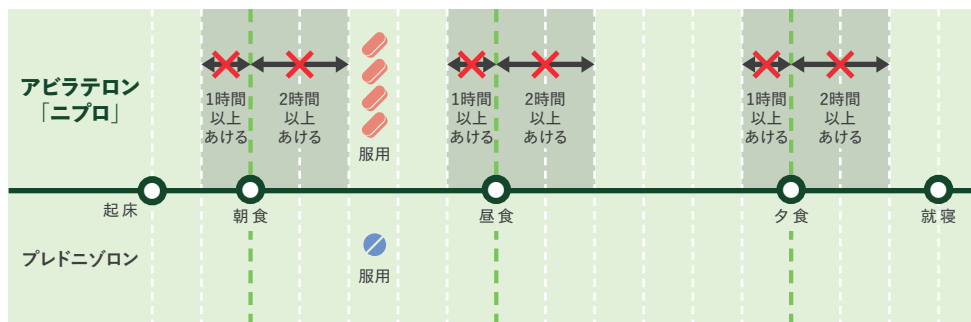 アビラテロン
「ニプロ」
1時間
以上
あける
2時間
以上
あける
服用
1時間
以上
あける
2時間
以上
あける
1時間
以上
あける
2時間
以上
あける
起床
朝食
昼食
夕食
就寝
プレドニゾロン
服用